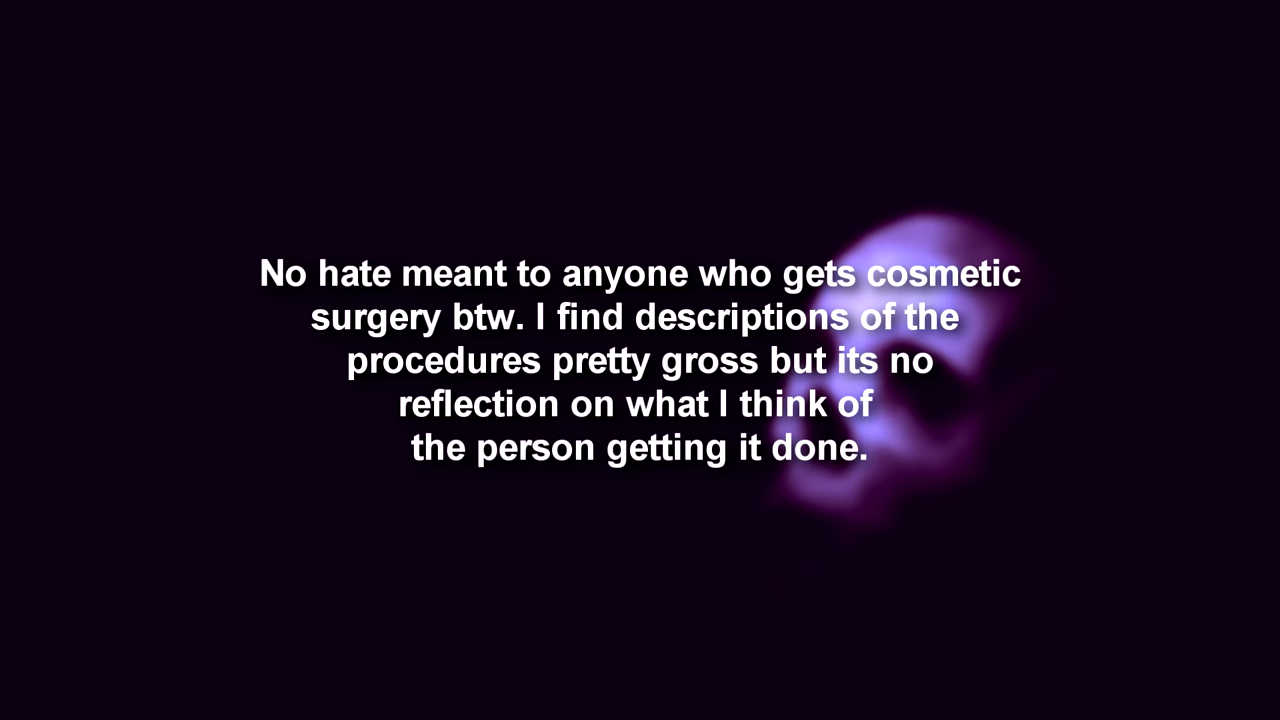 No hate meant to anyone who gets cosmetic
surgery btw. I find descriptions of the
procedures pretty gross but its no
reflection on what I think of
the person getting it done.